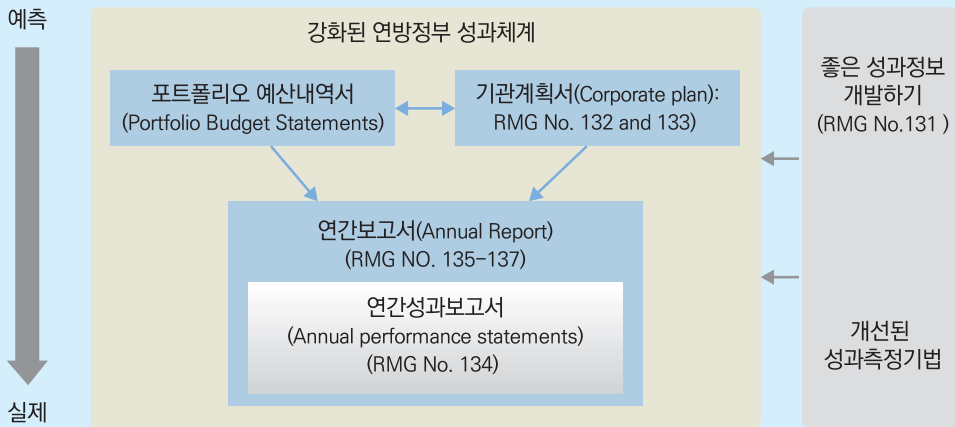 예측
강화된 연방정부 성과체계
포트폴리오 예산내역서
(Portfolio Budget Statements)
기관계획서(Corporate plan):
RMG No. 132 and 133)
연간보고서(Annual Report)
(RMG NO. 135-137)
연간성과보고서
(Annual performance statements)
(RMG No. 134)
실제
좋은 성과정보
개발하기
(RMG No.131 )
개선된
성과측정기법